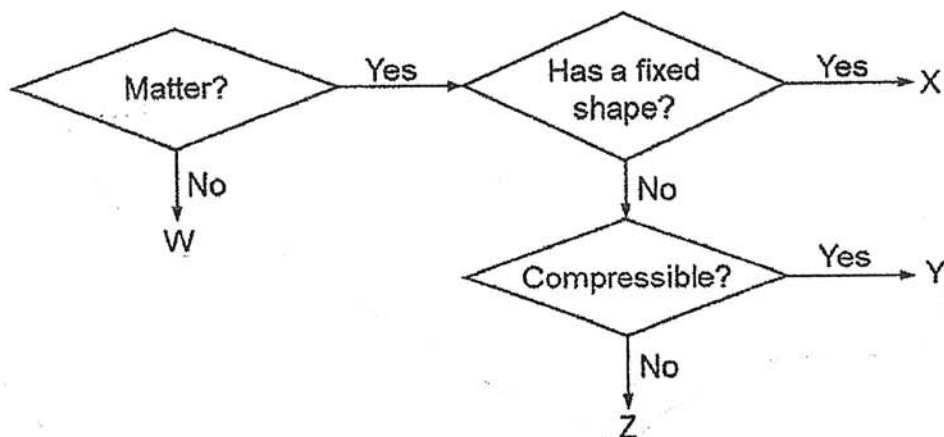 Matter?
Yes
Has a fixed
shape?
Yes
X
No
W
No
Compressible?
Yes
Y
No
Z